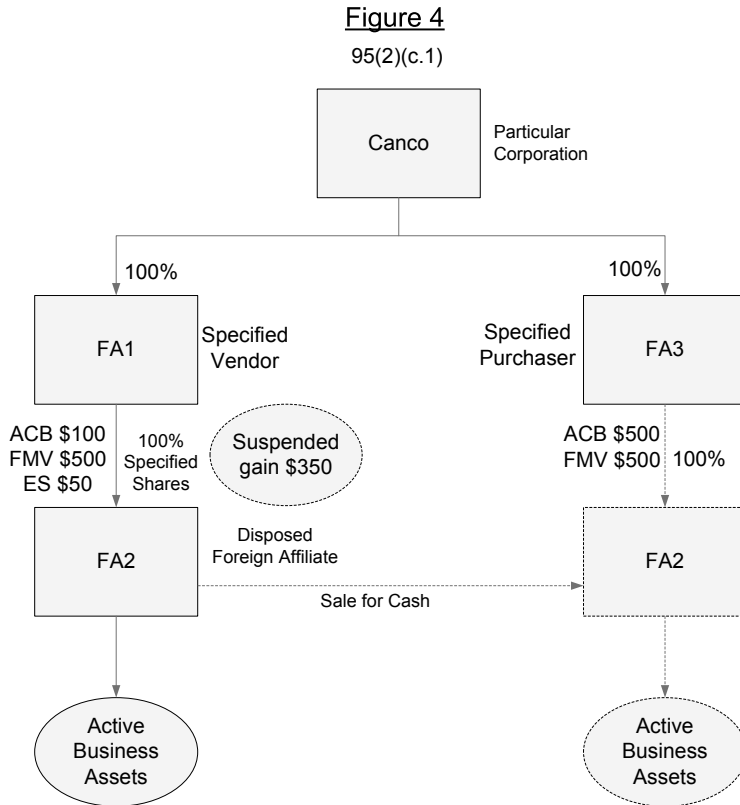 Figure 4
95(2)(c.1)
Canco
Particular
Corporation
100%
100%
FA1
Specified
Vendor
Specified
Purchaser
FA3
ACB $100
FMV $500
ES $50
100%
Specified
Shares
Suspended
gain $350
ACB $500
FMV $500
100%
FA2
Disposed
Foreign Affiliate
Sale for Cash
FA2
Active
Business
Assets
Active
Business
Assets